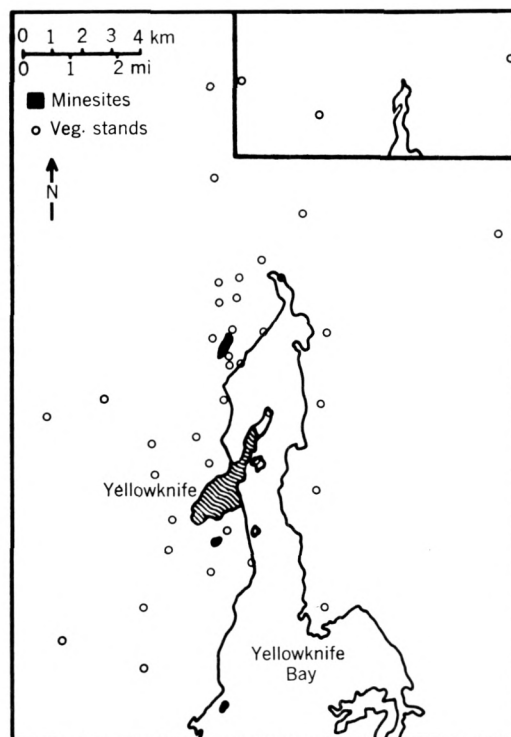 0 1 2 3 4 km
0 1 2 mi
Minesites
Veg. stands
N
Yellowknife
Yellowknife
Bay